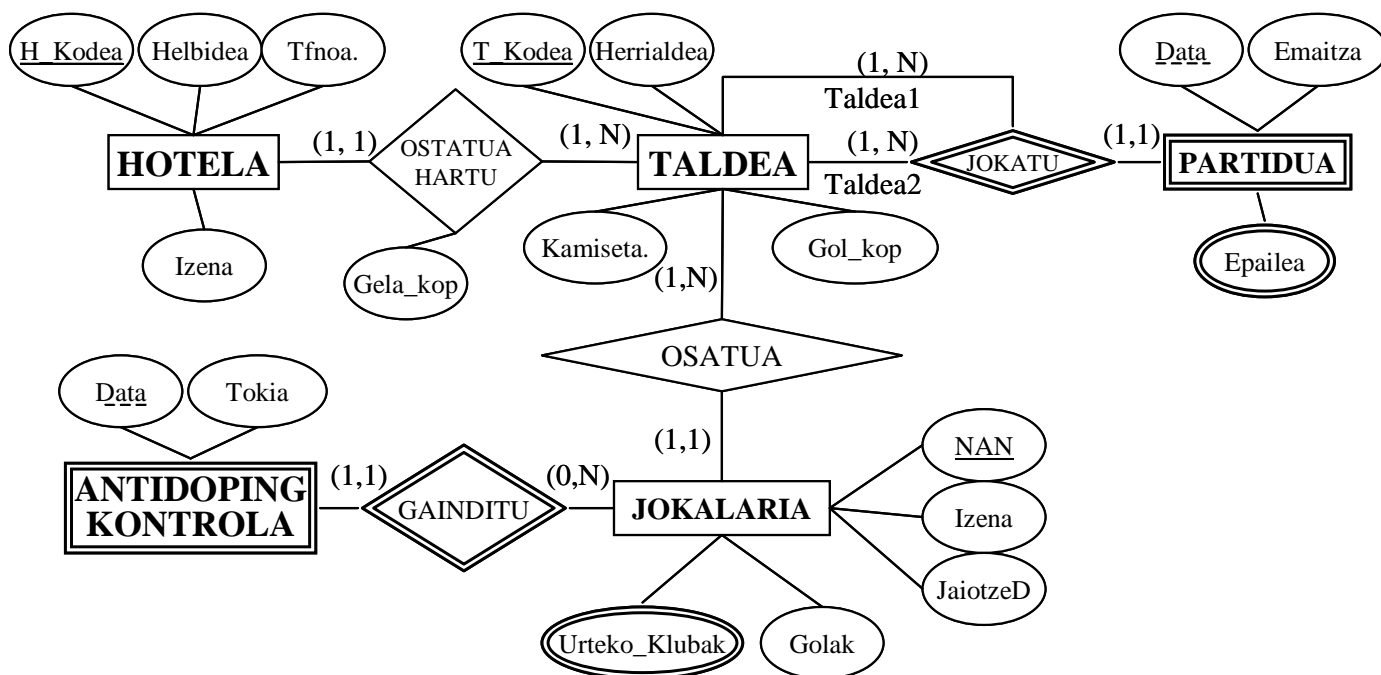 H_Kodea
Helbidea
Tfnoa.
T_Kodea
Herrialdea
(1, N)
Taldea1
Data
Emaitza
HOTELA
(1, 1)
OSTATUA
HARTU
(1, N)
TALDEA
(1, N)
Taldea2
JOKATU
(1,1)
PARTIDUA
Izena
Gela_kop
Kamiseta.
(1,N)
Gol_kop
Epailea
OSATUA
Data
Tokia
(1,1)
NAN
ANTIDOPING
KONTROLA
(1,1)
GAINDITU
(0,N)
JOKALARIA
Izena
JaiotzeD
Urteko_Klubak
Golak